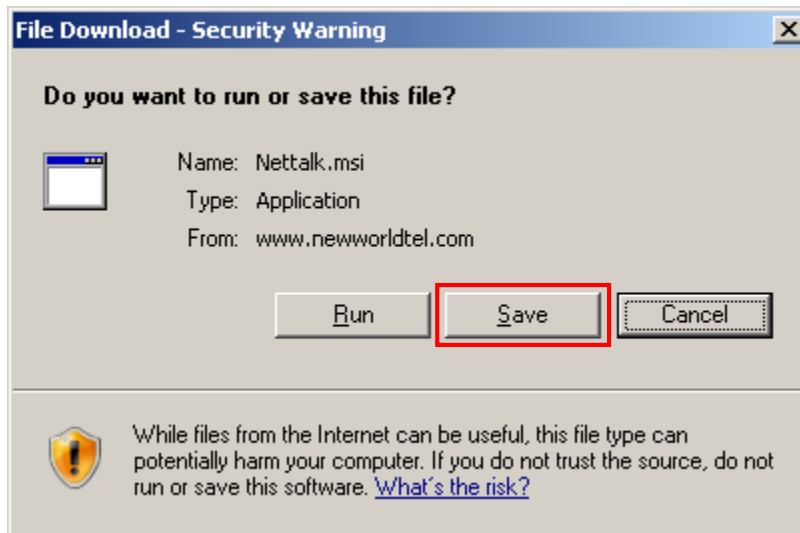 File Download - Security Warning
Do you want to run or save this file?
Name: Nettalk.msi
Type: Application
From: www.newworldtel.com
Run Save Cancel
While files from the Internet can be useful, this file type can
potentially harm your computer. If you do not trust the source, do not
run or save this software. What's the risk?